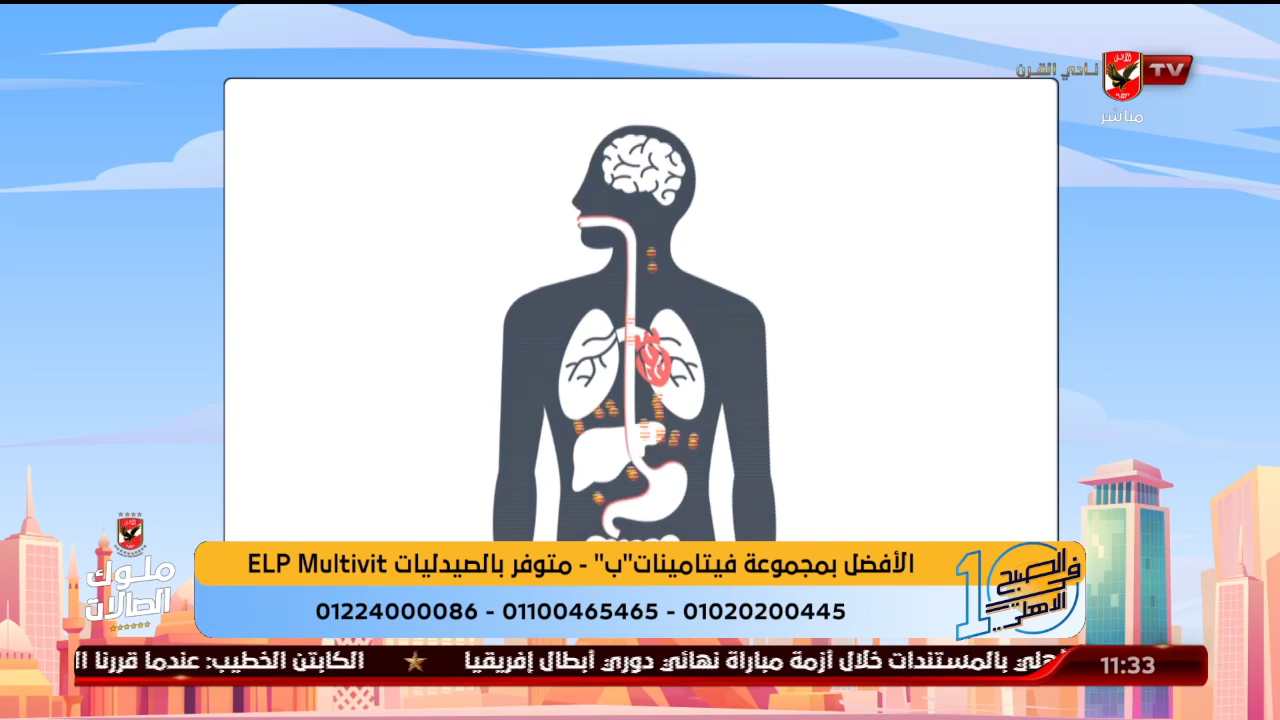 نادي القرن
TV
مباشر
ملوك
الصالات
الأفضل بمجموعة فيتامينات"ب" - متوفر بالصيدليات ELP Multivit
01224000086 - 01100465465 - 01020200445
10
الصبح
في
الأهلي
بالمستندات خلال أزمة مباراة نهائي دوري أبطال إفريقيا
الكابتن الخطيب: عندما قررنا
11:33